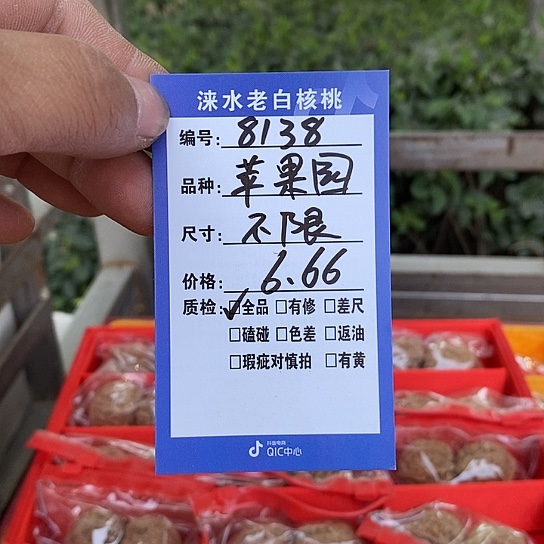 涞水老白核桃
编号: 8138
品种: 苹果园
尺寸: 不限
价格: 6.66
质检: ☑全品 □有修 □差尺
□磕碰 □色差 □返油
□瑕疵对慎拍 □有黄
抖音电商
QIC中心